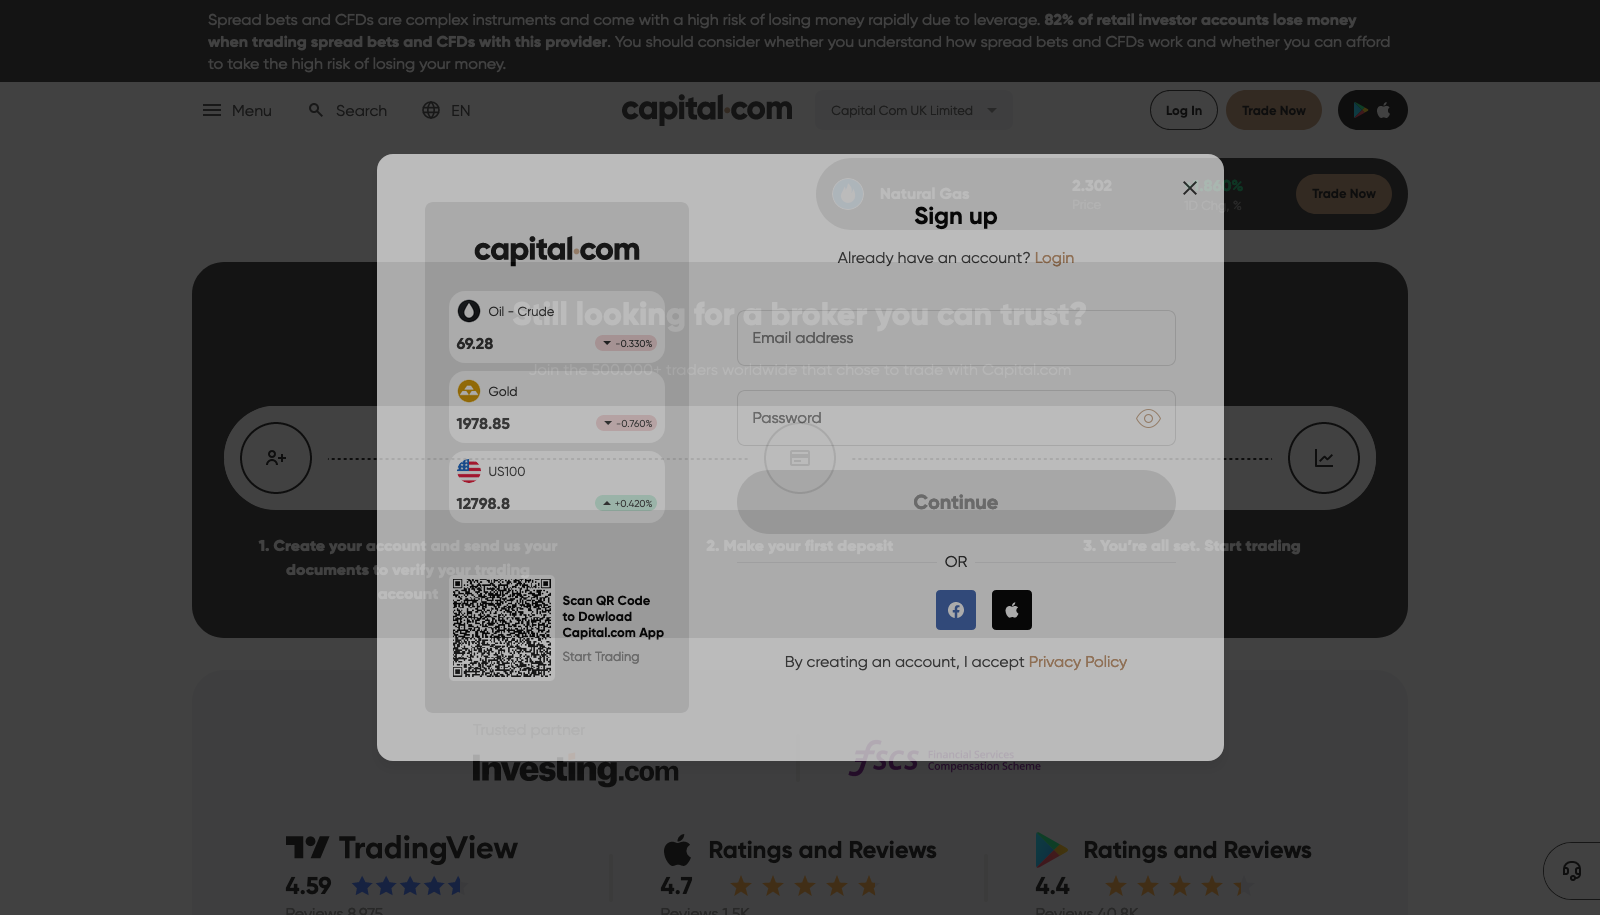 Spread bets and CFDs are complex instruments and come with a high risk of losing money rapidly due to leverage. 82% of retail investor accounts lose money
when trading spread bets and CFDs with this provider. You should consider whether you understand how spread bets and CFDs work and whether you can afford
to take the high risk of losing your money.
Menu Search EN capital.com Capital Com UK Limited Log In Trade Now
Natural Gas 2.302 Price 1D Chg, % Trade Now
Sign up
Already have an account? Login
capital.com
Oil - Crude
69.28 -0.330%
Gold
1978.85 -0.760%
US100
12798.8 +0.420%
Scan QR Code
to Dowload
Capital.com App
Start Trading
Email address
Password
Continue
OR
By creating an account, I accept Privacy Policy
Still looking for a broker you can trust?
Join the 500.000+ traders worldwide that chose to trade with Capital.com
1. Create your account and send us your
documents to verify your trading
account
2. Make your first deposit
3. You're all set. Start trading
Trusted partner
Investing.com
fscs Financial Services
Compensation Scheme
TradingView
4.59
Reviews 8,975
Ratings and Reviews
4.7
Reviews 1.5K
Ratings and Reviews
4.4
Reviews 40.8K